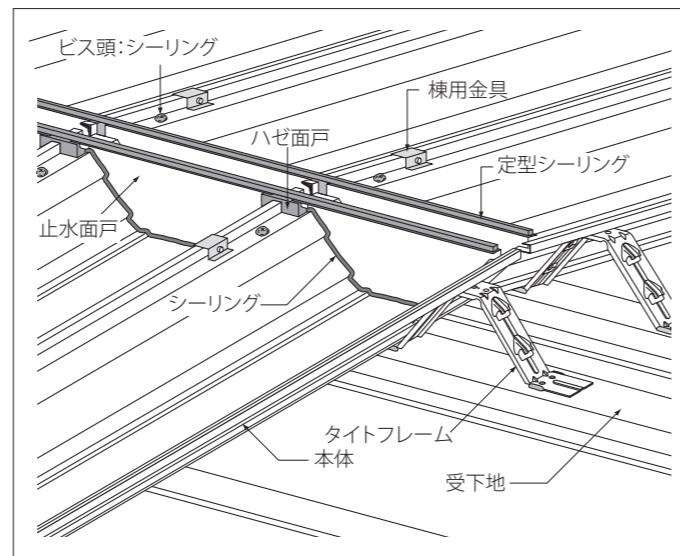 ビス頭：シーリング
棟用金具
ハゼ面戸
定型シーリング
止水面戸
シーリング
タイトフレーム
本体
受下地